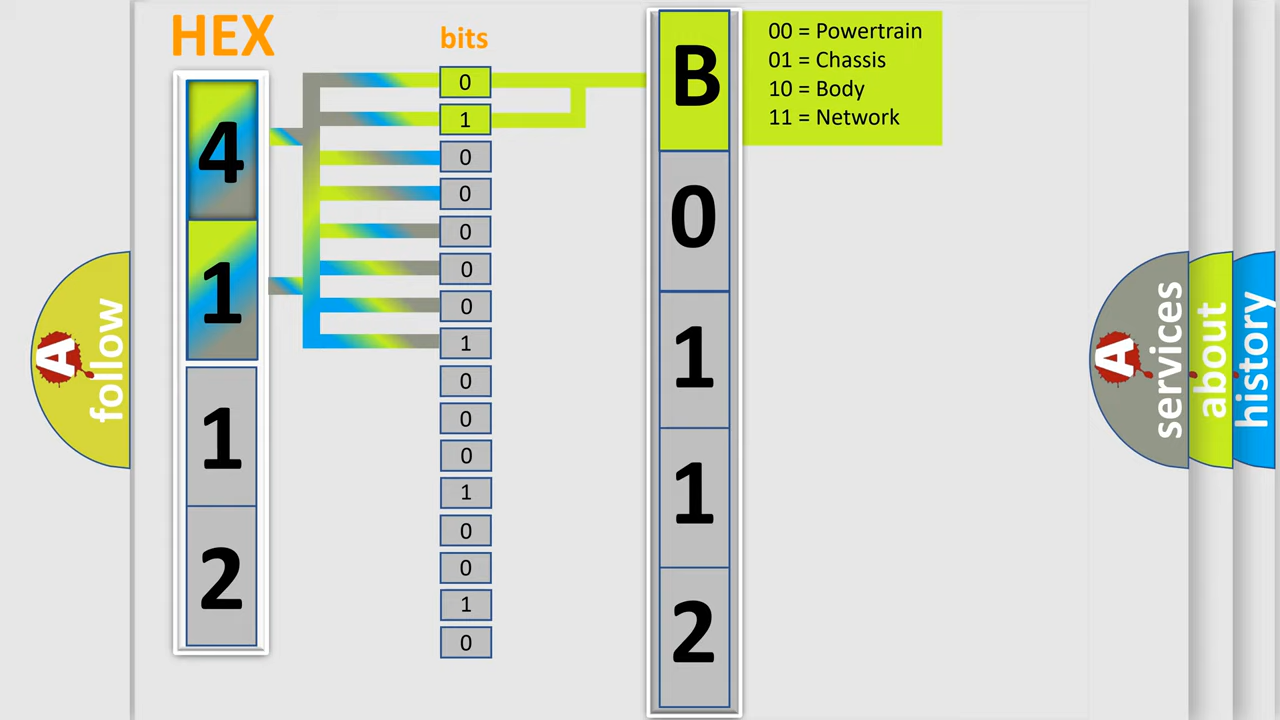 HEX
4
1
1
2
bits
0
1
0
0
0
0
0
1
0
0
0
1
0
0
1
0
B
0
1
1
2
00 = Powertrain
01 = Chassis
10 = Body
11 = Network
A follow
A services
about
history